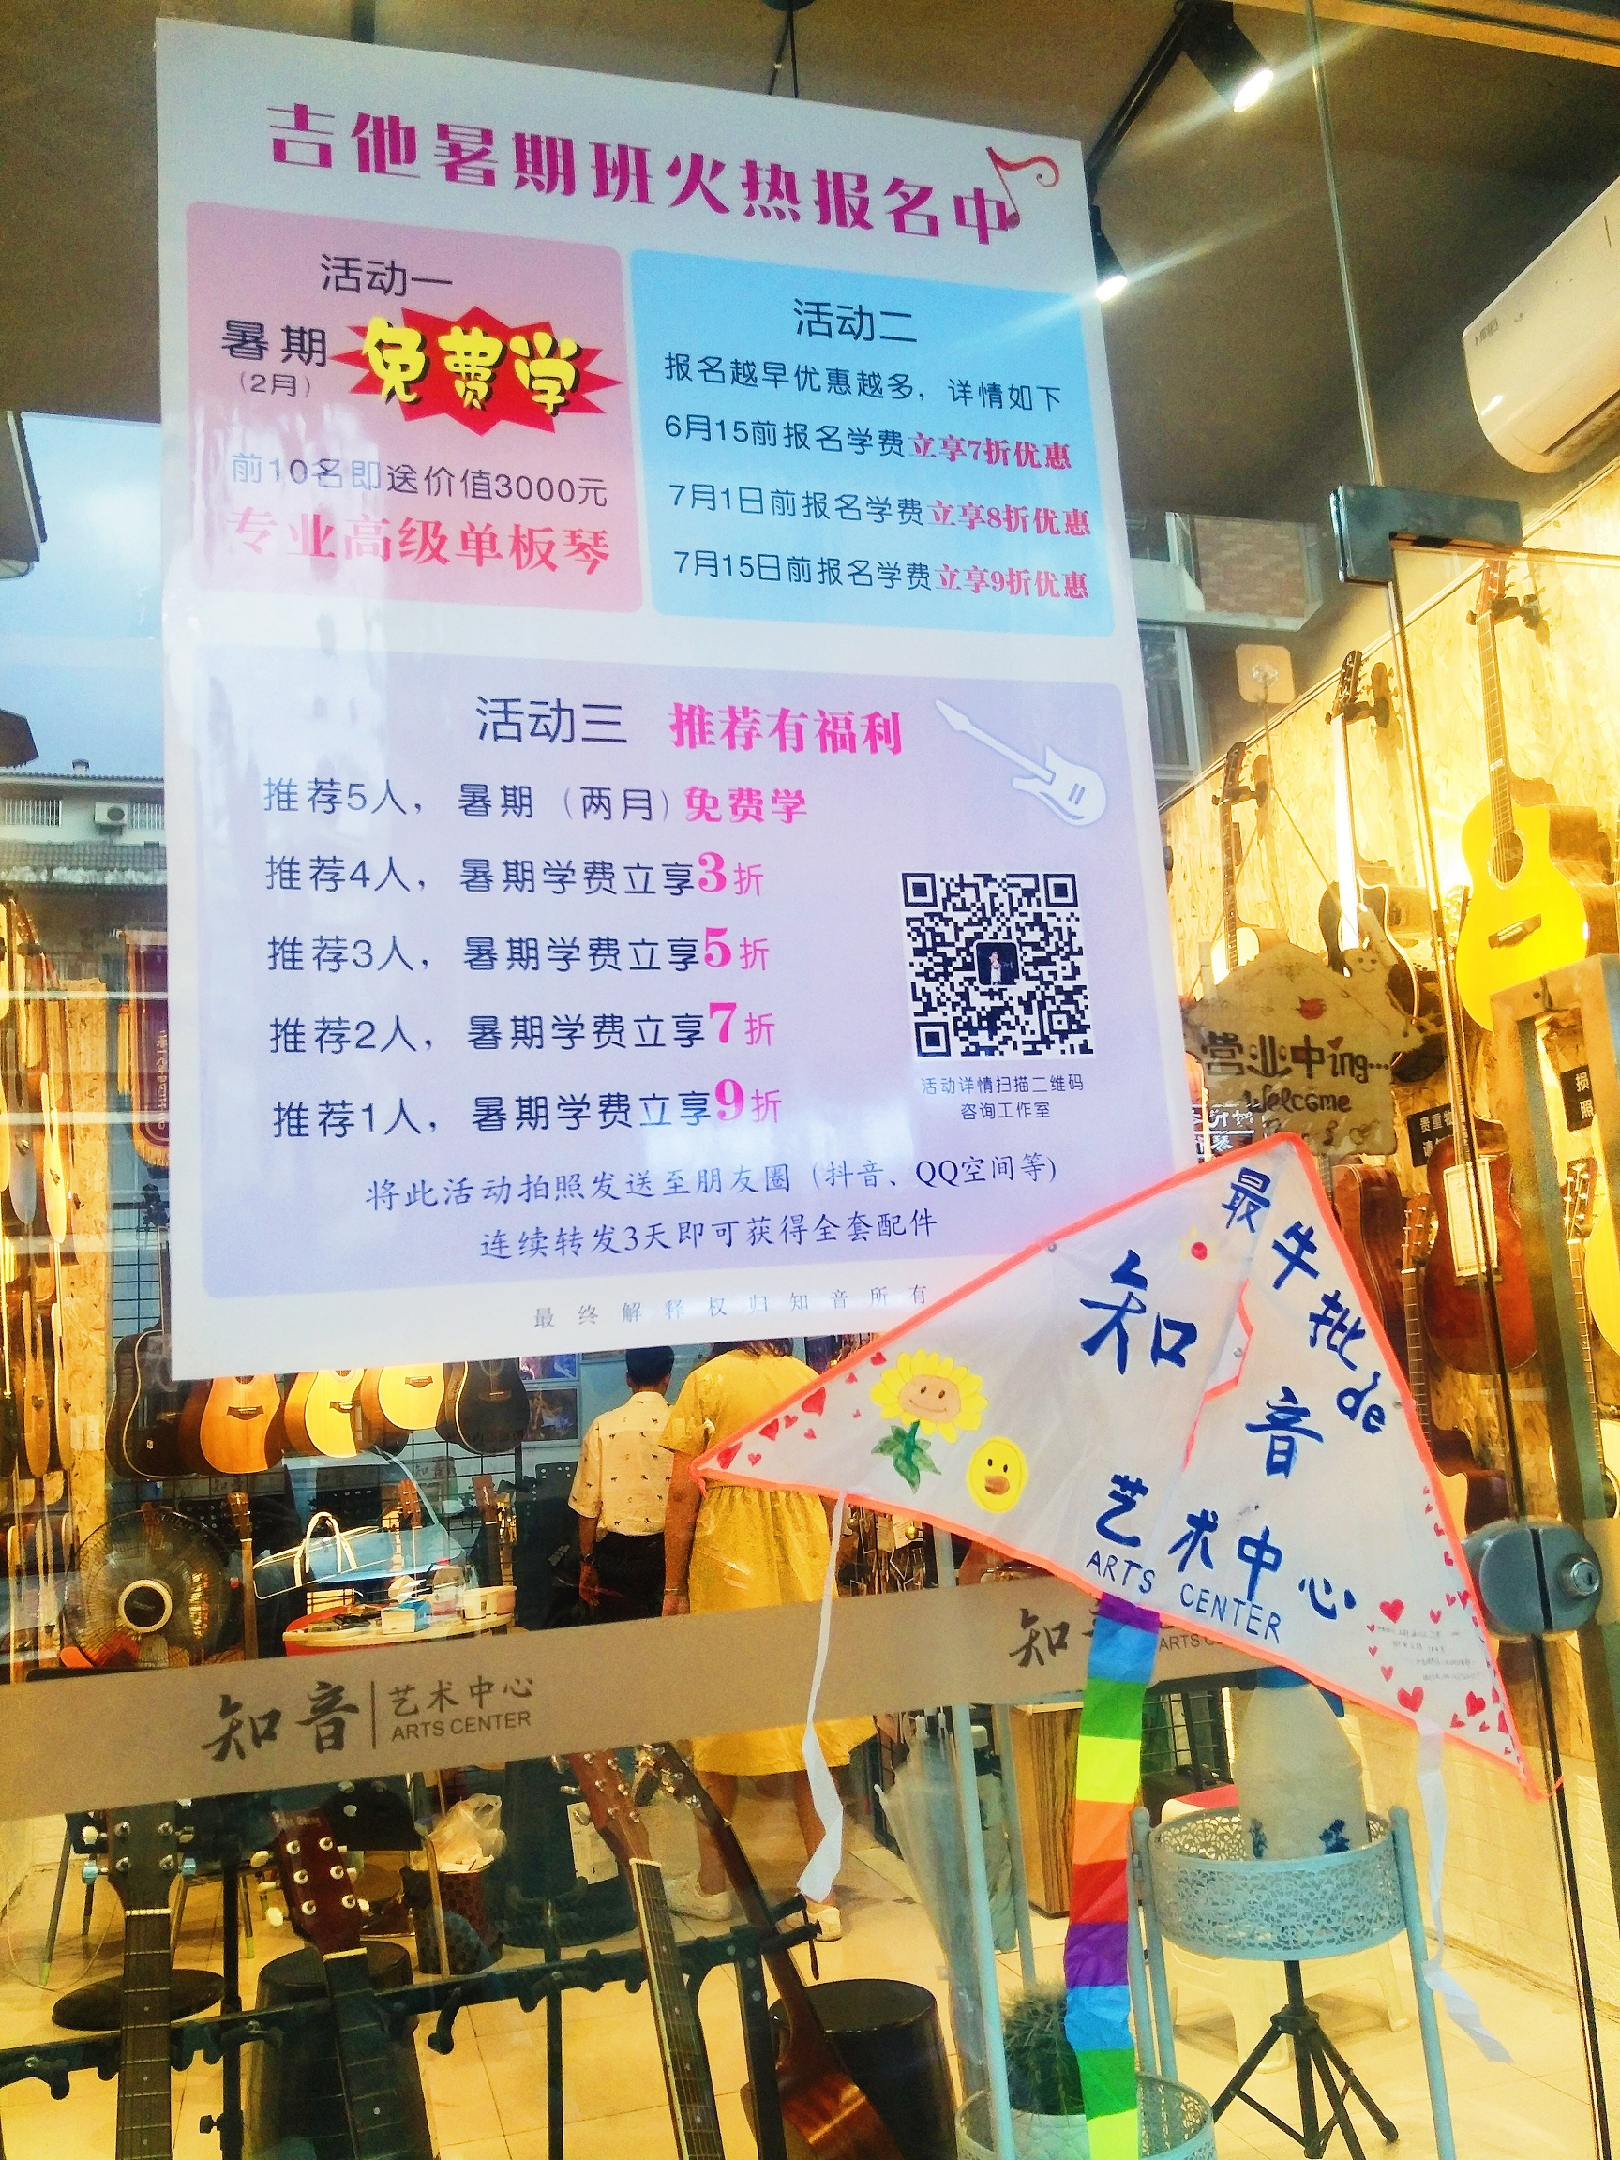 吉他暑期班火热报名中
活动一
暑期
(2月)
免费学
前10名即送价值3000元
专业高级单板琴
活动二
报名越早优惠越多，详情如下
6月15前报名学费立享7折优惠
7月1日前报名学费立享8折优惠
7月15日前报名学费立享9折优惠
活动三 推荐有福利
推荐5人，暑期（两月）免费学
推荐4人，暑期学费立享3折
推荐3人，暑期学费立享5折
推荐2人，暑期学费立享7折
推荐1人，暑期学费立享9折
活动详情扫描二维码
咨询工作室
将此活动拍照发送至朋友圈（抖音、QQ空间等）
连续转发3天即可获得全套配件
最终解释权归知音所有
营业中ing...
Welcome
最牛批de
知音
艺术中心
ARTS CENTER
知音 艺术中心
ARTS CENTER
知
ARTS